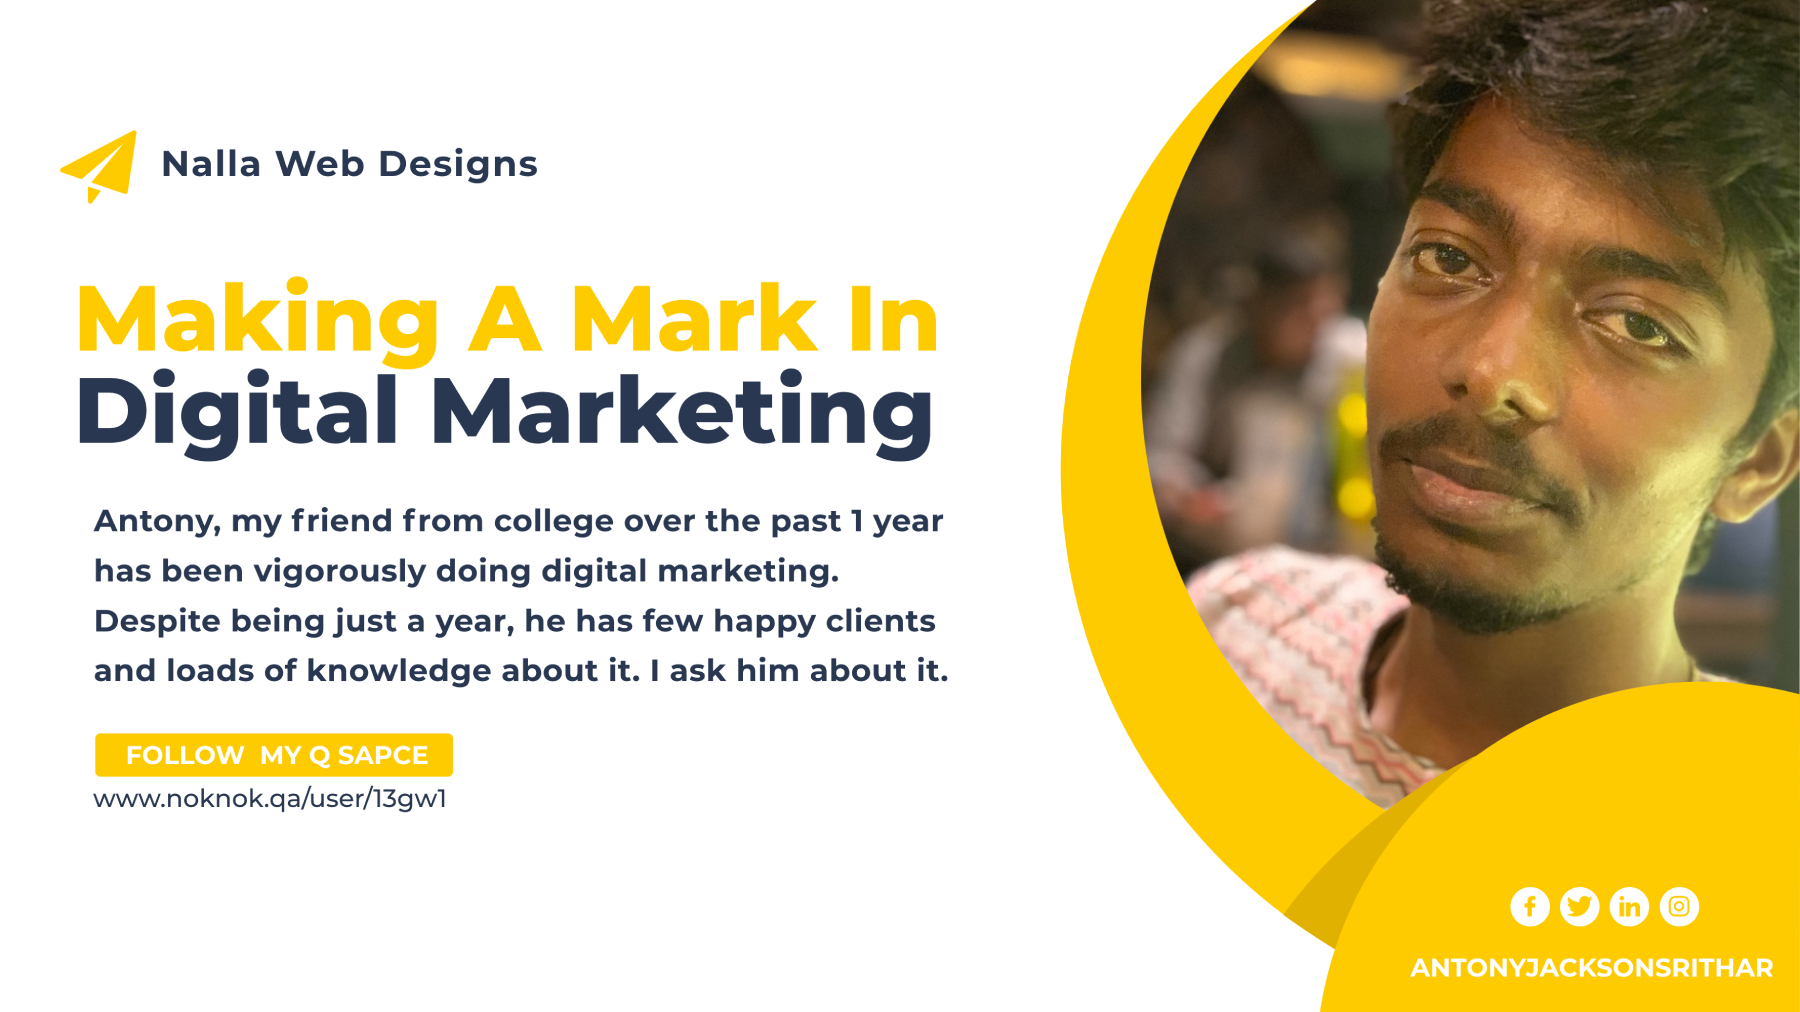 Nalla Web Designs
Making A Mark In
Digital Marketing
Antony, my friend from college over the past 1 year
has been vigorously doing digital marketing.
Despite being just a year, he has few happy clients
and loads of knowledge about it. I ask him about it.
FOLLOW MY Q SAPCE
www.noknok.qa/user/13gw1
ANTONYJACKSONSRITHAR